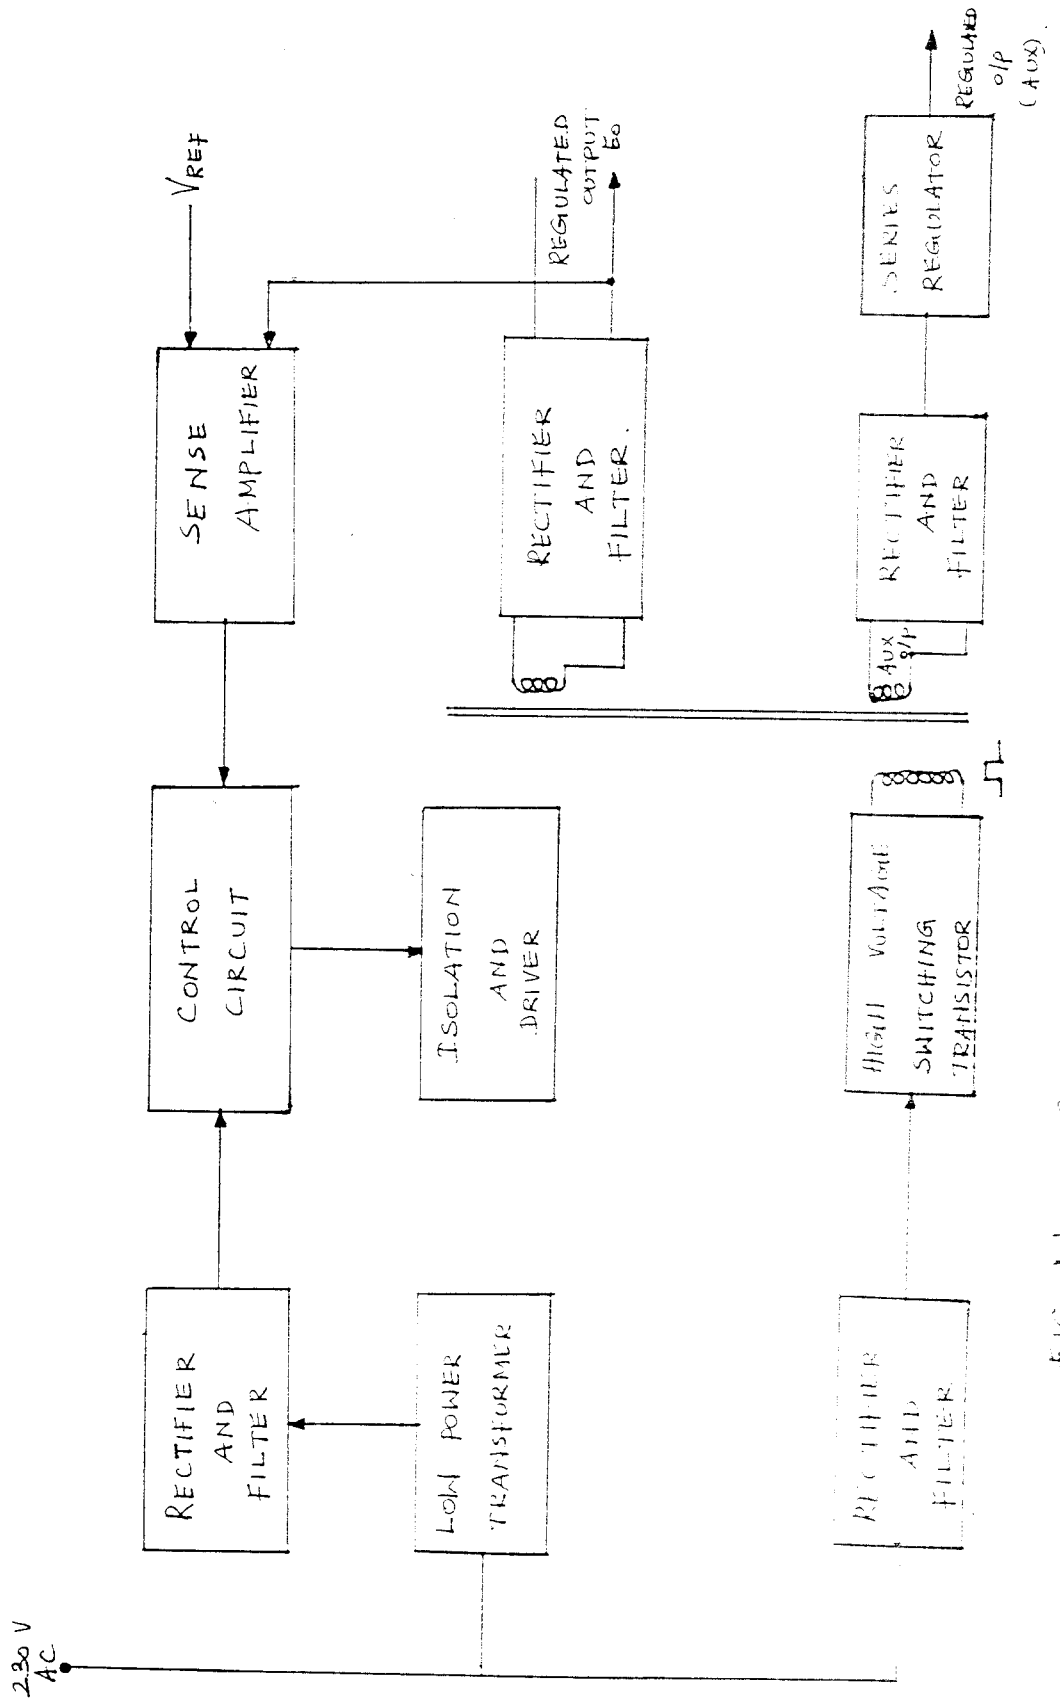 230 V
AC
RECTIFIER
AND
FILTER
CONTROL
CIRCUIT
SENSE
AMPLIFIER
VREF
LOW POWER
TRANSFORMER
ISOLATION
AND
DRIVER
RECTIFIER
AND
FILTER.
REGULATED
OUTPUT
Eo
RECTIFIER
AND
FILTER
HIGH VOLTAGE
SWITCHING
TRANSISTOR
AUX
O/P
RECTIFIER
AND
FILTER
SERIES
REGULATOR
REGULATED
O/P
(AUX).